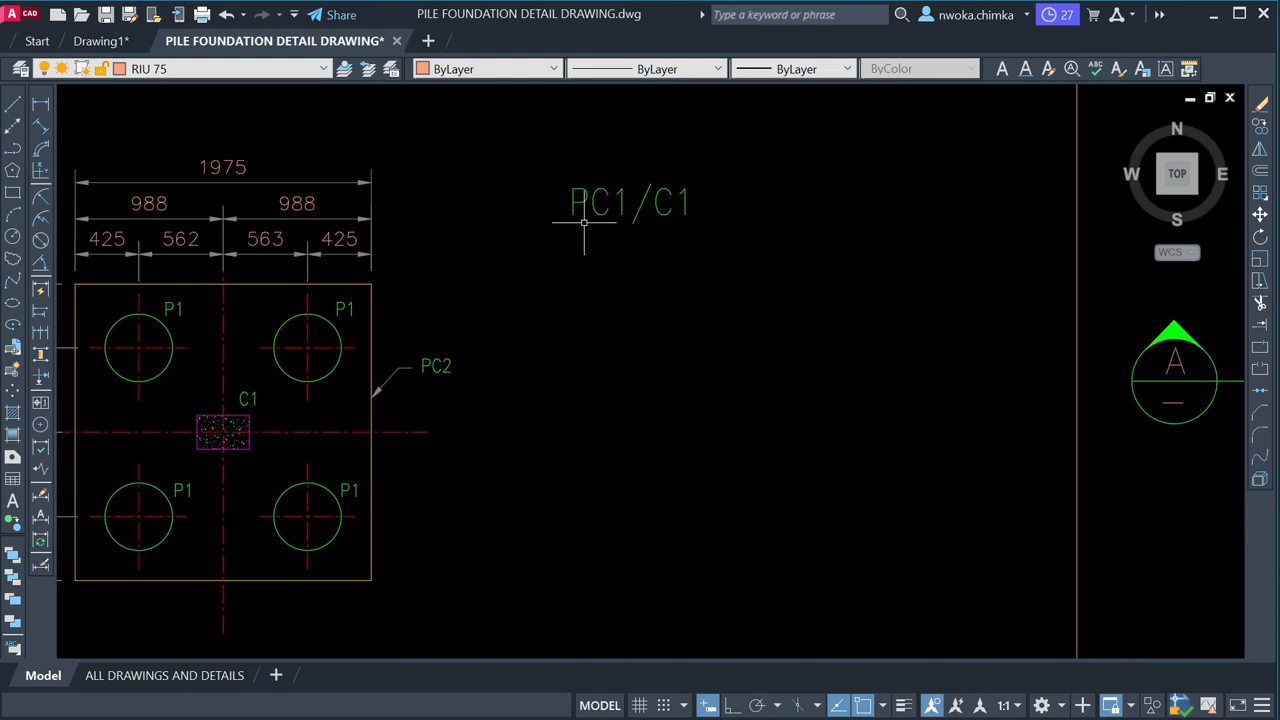 A CAD
Share
PILE FOUNDATION DETAIL DRAWING.dwg
Type a keyword or phrase
nwoka.chimka
27
Start
Drawing1*
PILE FOUNDATION DETAIL DRAWING*
RIU 75
ByLayer
ByLayer
ByLayer
ByColor
1975
988 988
425 562 563 425
PC1/C1
P1 P1
PC2
C1
P1 P1
N
W TOP E
S
WCS
A
Model
ALL DRAWINGS AND DETAILS
MODEL
1:1